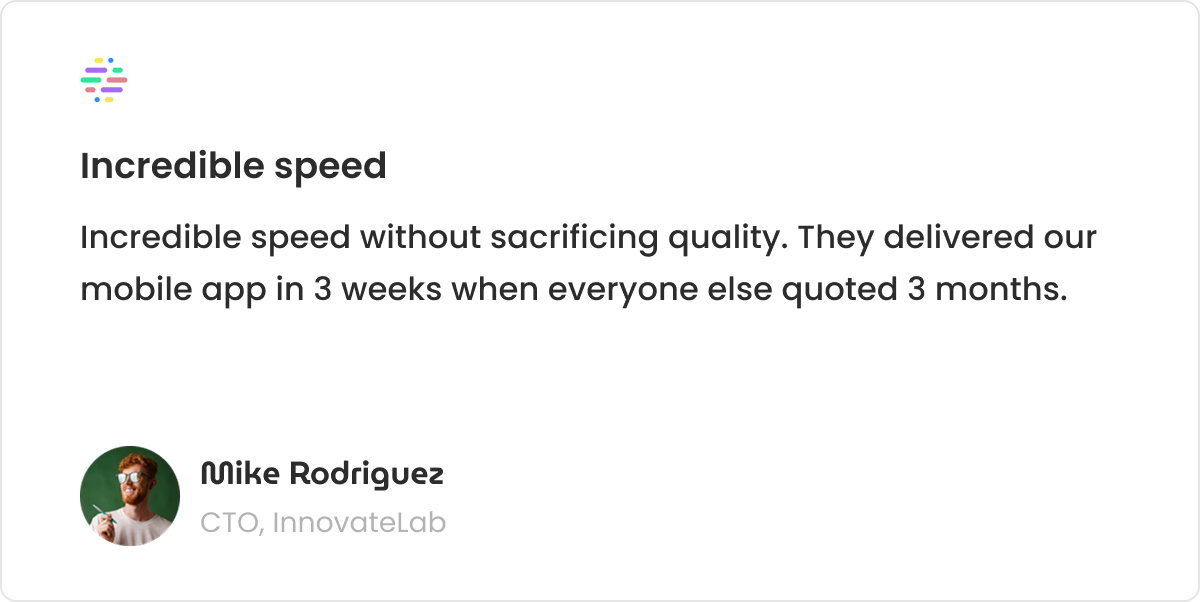 Incredible speed
Incredible speed without sacrificing quality. They delivered our
mobile app in 3 weeks when everyone else quoted 3 months.
Mike Rodriguez
CTO, InnovateLab